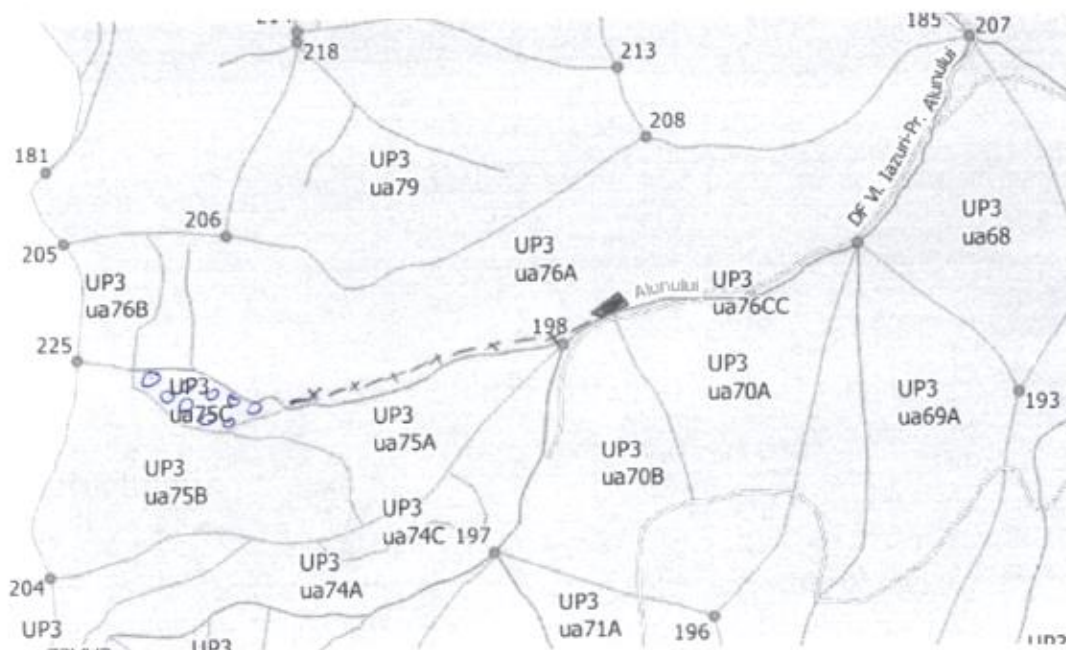 218
213
185
207
208
181
UP3
ua79
DF Vl. Iazuri-Pr. Alunului
206
205
UP3
ua68
UP3
ua76A
UP3
ua76B
Alunului
UP3
ua76CC
198
225
UP3
ua75C
UP3
ua70A
UP3
ua69A
193
UP3
ua75A
UP3
ua75B
UP3
ua70B
UP3
ua74C
197
UP3
ua74A
204
UP3
ua71A
196
UP3
UP3
UP3